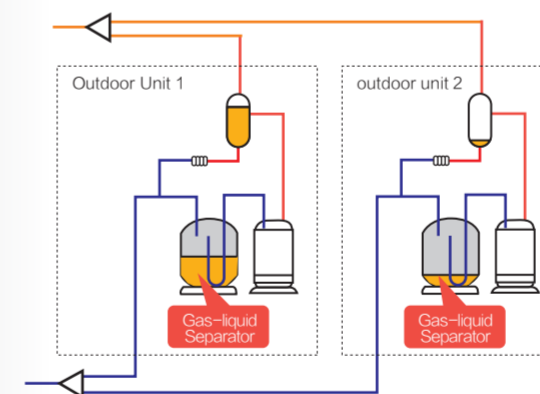 Outdoor Unit 1
outdoor unit 2
Gas-liquid
Separator
Gas-liquid
Separator